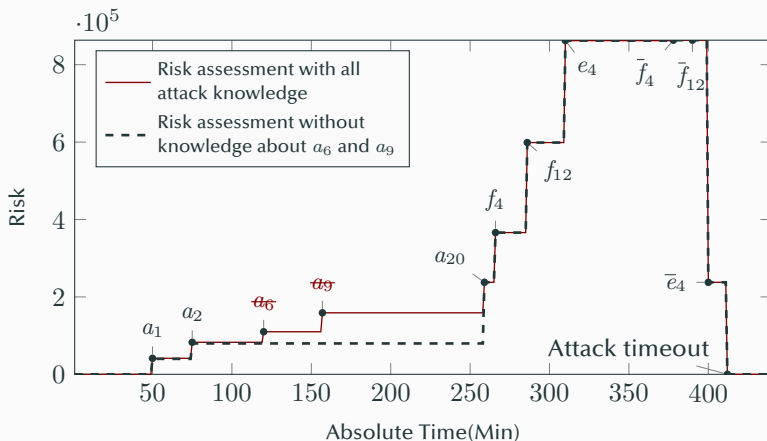 ·10⁵
8
6
4
2
0
Risk
Risk assessment with all
attack knowledge
Risk assessment without
knowledge about a₆ and a₉
a₁
a₂
a₆
a₉
a₂₀
f₄
f₁₂
e₄
f̄₄
f̄₁₂
ē₄
Attack timeout
50 100 150 200 250 300 350 400
Absolute Time(Min)